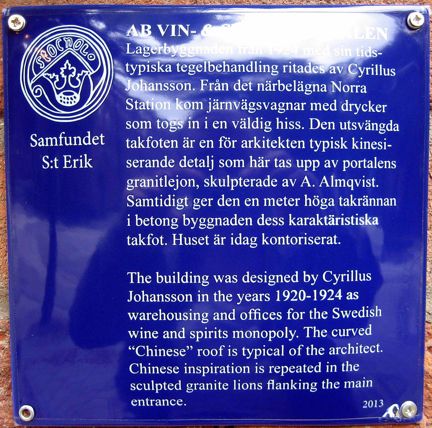 STOCKHOLM
Samfundet
S:t Erik
AB VIN- &
Lagerbyggnaden från 1924 med sin tids-
typiska tegelbehandling ritades av Cyrillus
Johansson. Från det närbelägna Norra
Station kom järnvägsvagnar med drycker
som togs in i en väldig hiss. Den utsvängda
takfoten är en för arkitekten typisk kinesi-
serande detalj som här tas upp av portalens
granitlejon, skulpterade av A. Almqvist.
Samtidigt ger den en meter höga takrännan
i betong byggnaden dess karaktäristiska
takfot. Huset är idag kontoriserat.
The building was designed by Cyrillus
Johansson in the years 1920-1924 as
warehousing and offices for the Swedish
wine and spirits monopoly. The curved
“Chinese” roof is typical of the architect.
Chinese inspiration is repeated in the
sculpted granite lions flanking the main
entrance.
2013